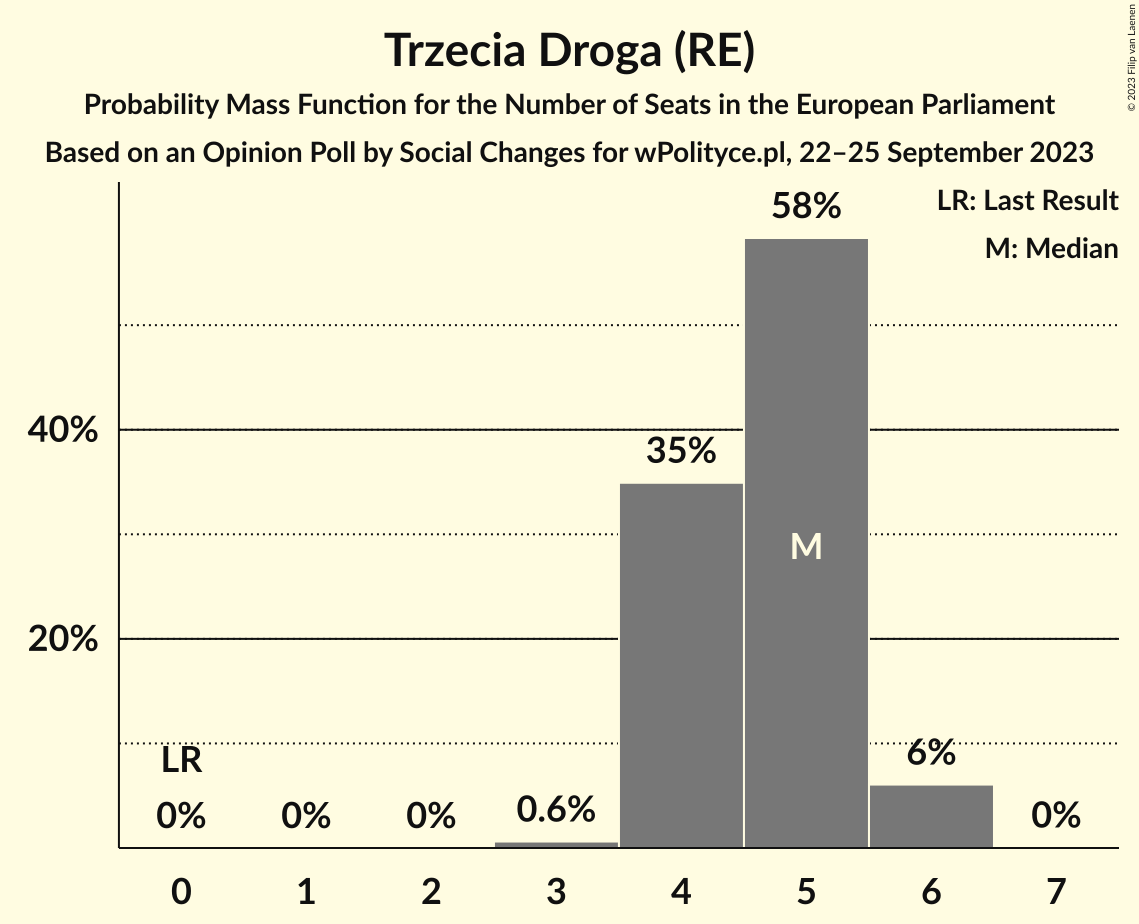 Trzecia Droga (RE)
Probability Mass Function for the Number of Seats in the European Parliament
Based on an Opinion Poll by Social Changes for wPolityce.pl, 22–25 September 2023
© 2023 Filip van Laenen
LR: Last Result
M: Median
58%
40%
35%
M
20%
LR
6%
0%
0%
0%
0.6%
0%
0
1
2
3
4
5
6
7